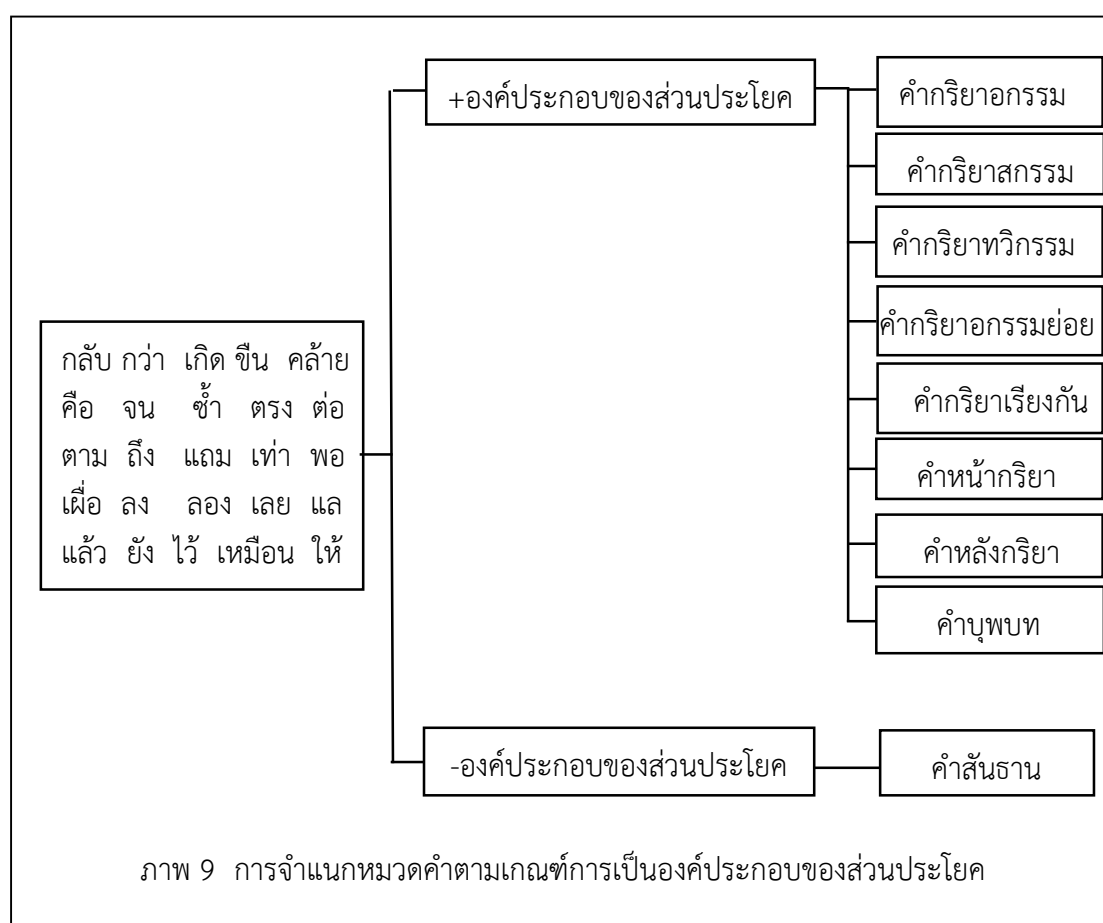 +องค์ประกอบของส่วนประโยค
คำกริยาอกรรม
คำกริยาสกรรม
คำกริยาทวิกรรม
คำกริยาอกรรมย่อย
คำกริยาเรียงกัน
คำหน้ากริยา
คำหลังกริยา
คำบุพบท
กลับ กว่า เกิด ขืน คล้าย
คือ จน ซ้ำ ตรง ต่อ
ตาม ถึง แถม เท่า พอ
เผื่อ ลง ลอง เลย แล
แล้ว ยัง ไว้ เหมือน ให้
-องค์ประกอบของส่วนประโยค
คำสันธาน
ภาพ 9 การจำแนกหมวดคำตามเกณฑ์การเป็นองค์ประกอบของส่วนประโยค